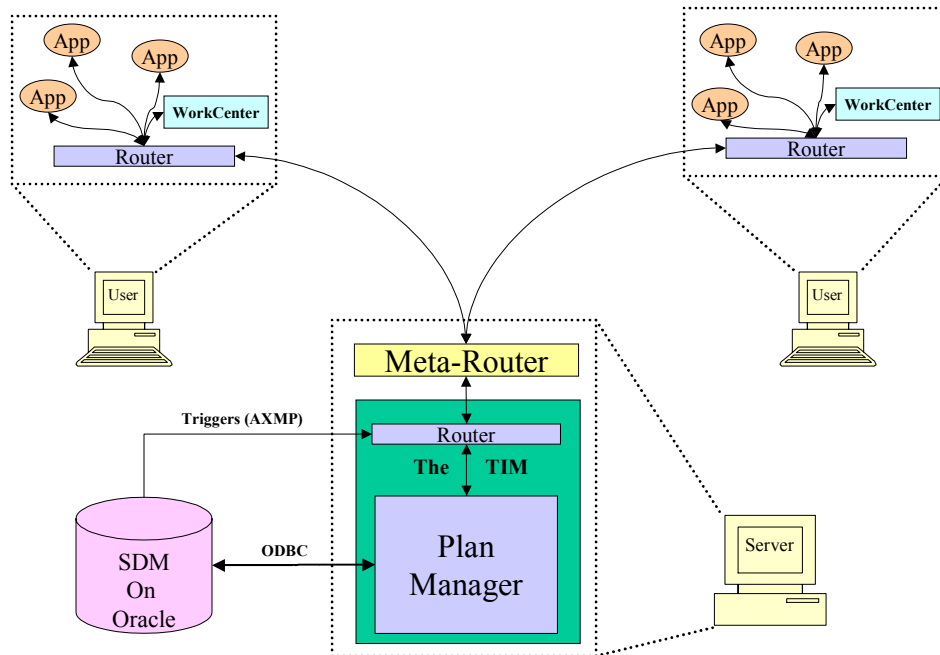 App
App
App
WorkCenter
Router
App
App
App
WorkCenter
Router
User
User
Meta-Router
Triggers (AXMP)
Router
The TIM
ODBC
Plan
Manager
SDM
On
Oracle
Server